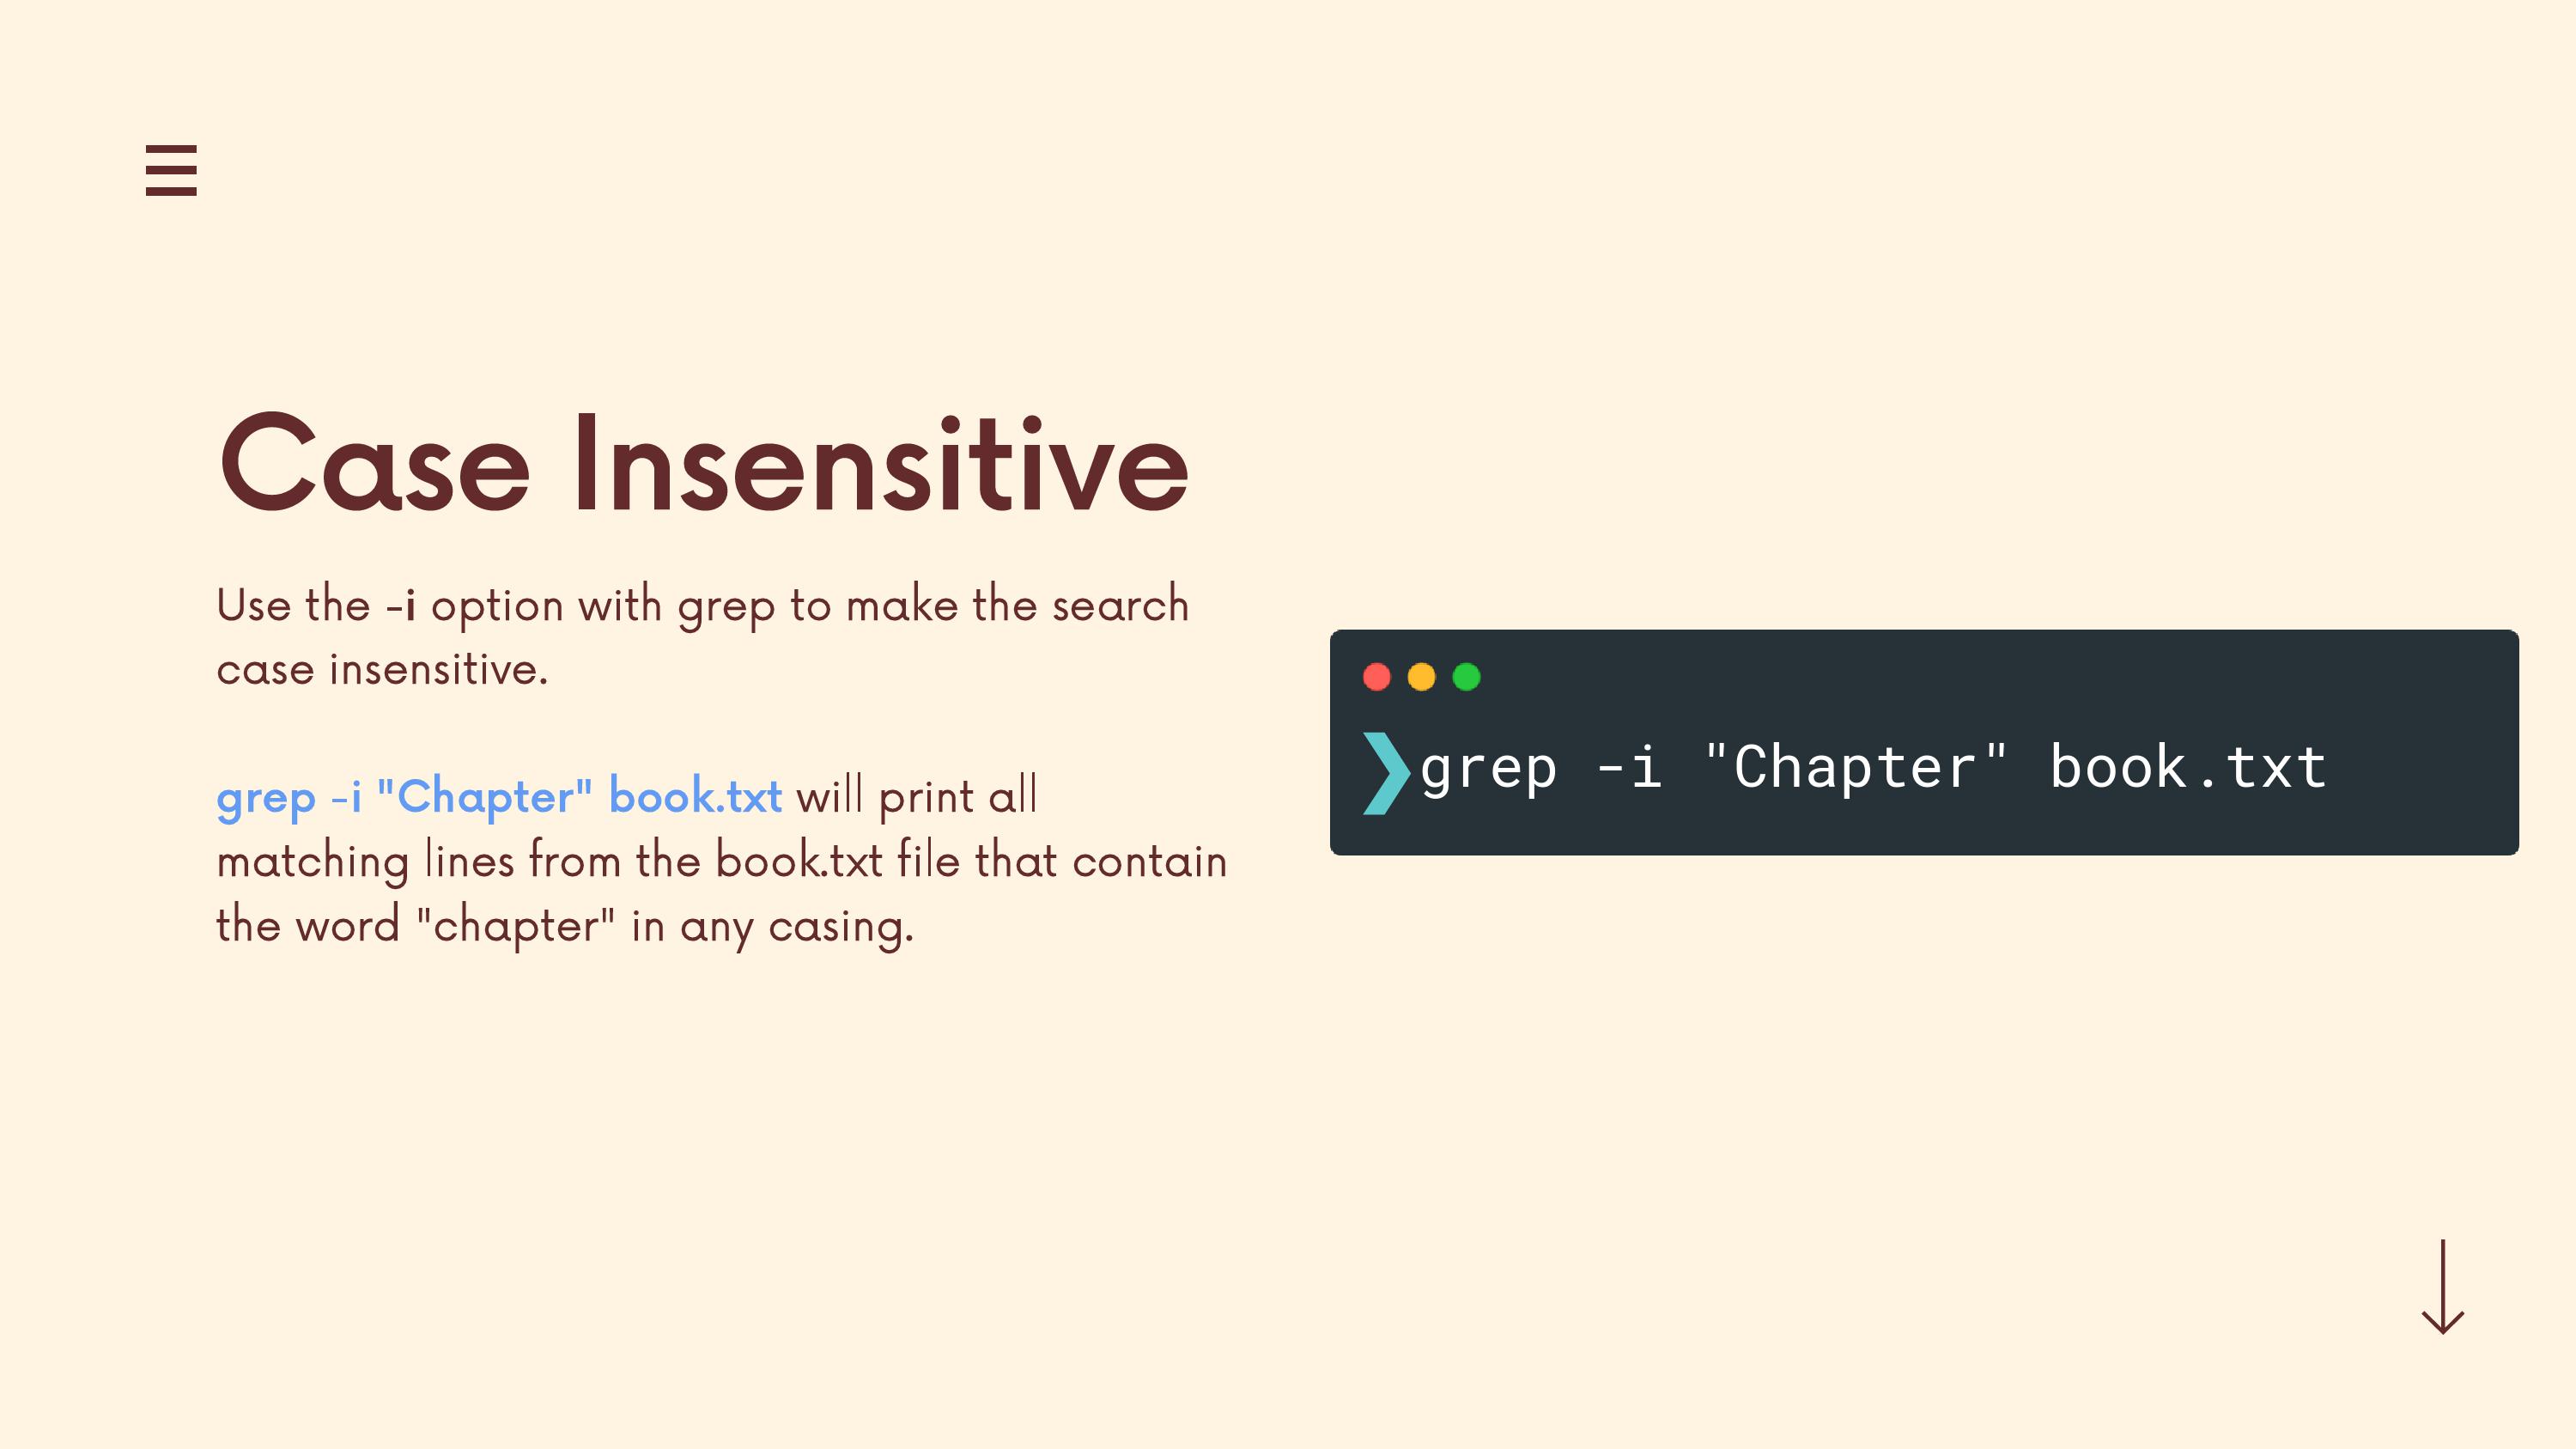 Case Insensitive
Use the -i option with grep to make the search
case insensitive.
grep -i "Chapter" book.txt will print all
matching lines from the book.txt file that contain
the word "chapter" in any casing.
❯grep -i "Chapter" book.txt